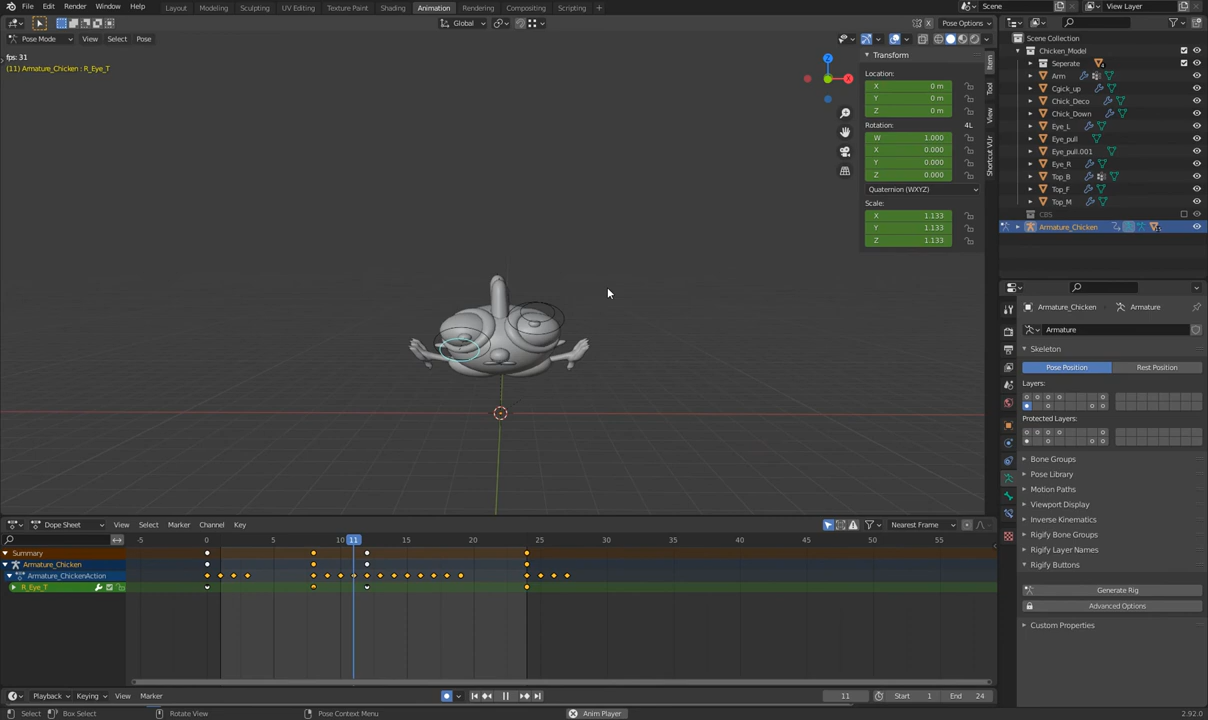 File Edit Render Window Help Layout Modeling Sculpting UV Editing Texture Paint Shading Animation Rendering Compositing Scripting + Scene View Layer
Global Pose Options
Pose Mode View Select Pose
fps: 31
(11) Armature_Chicken : R_Eye_T
Transform
Location:
X 0 m
Y 0 m
Z 0 m
Rotation: 4L
W 1.000
X 0.000
Y 0.000
Z 0.000
Quaternion (WXYZ)
Scale:
X 1.133
Y 1.133
Z 1.133
Item
Tool
View
Shortcut VUr
Z
X
Scene Collection
Chicken_Model
Seperate
Arm
Cgick_up
Chick_Deco
Chick_Down
Eye_L
Eye_pull
Eye_pull.001
Eye_R
Top_B
Top_F
Top_M
CBS
Armature_Chicken
Armature_Chicken > Armature
Armature
Skeleton
Pose Position Rest Position
Layers:
Protected Layers:
Bone Groups
Pose Library
Motion Paths
Viewport Display
Inverse Kinematics
Rigify Bone Groups
Rigify Layer Names
Rigify Buttons
Generate Rig
Advanced Options
Custom Properties
Dope Sheet View Select Marker Channel Key Nearest Frame
-5 0 5 10 11 15 20 25 30 35 40 45 50 55
Summary
Armature_Chicken
Armature_ChickenAction
R_Eye_T
Playback Keying View Marker 11 Start 1 End 24
Select Box Select Rotate View Pose Context Menu Anim Player 2.92.0